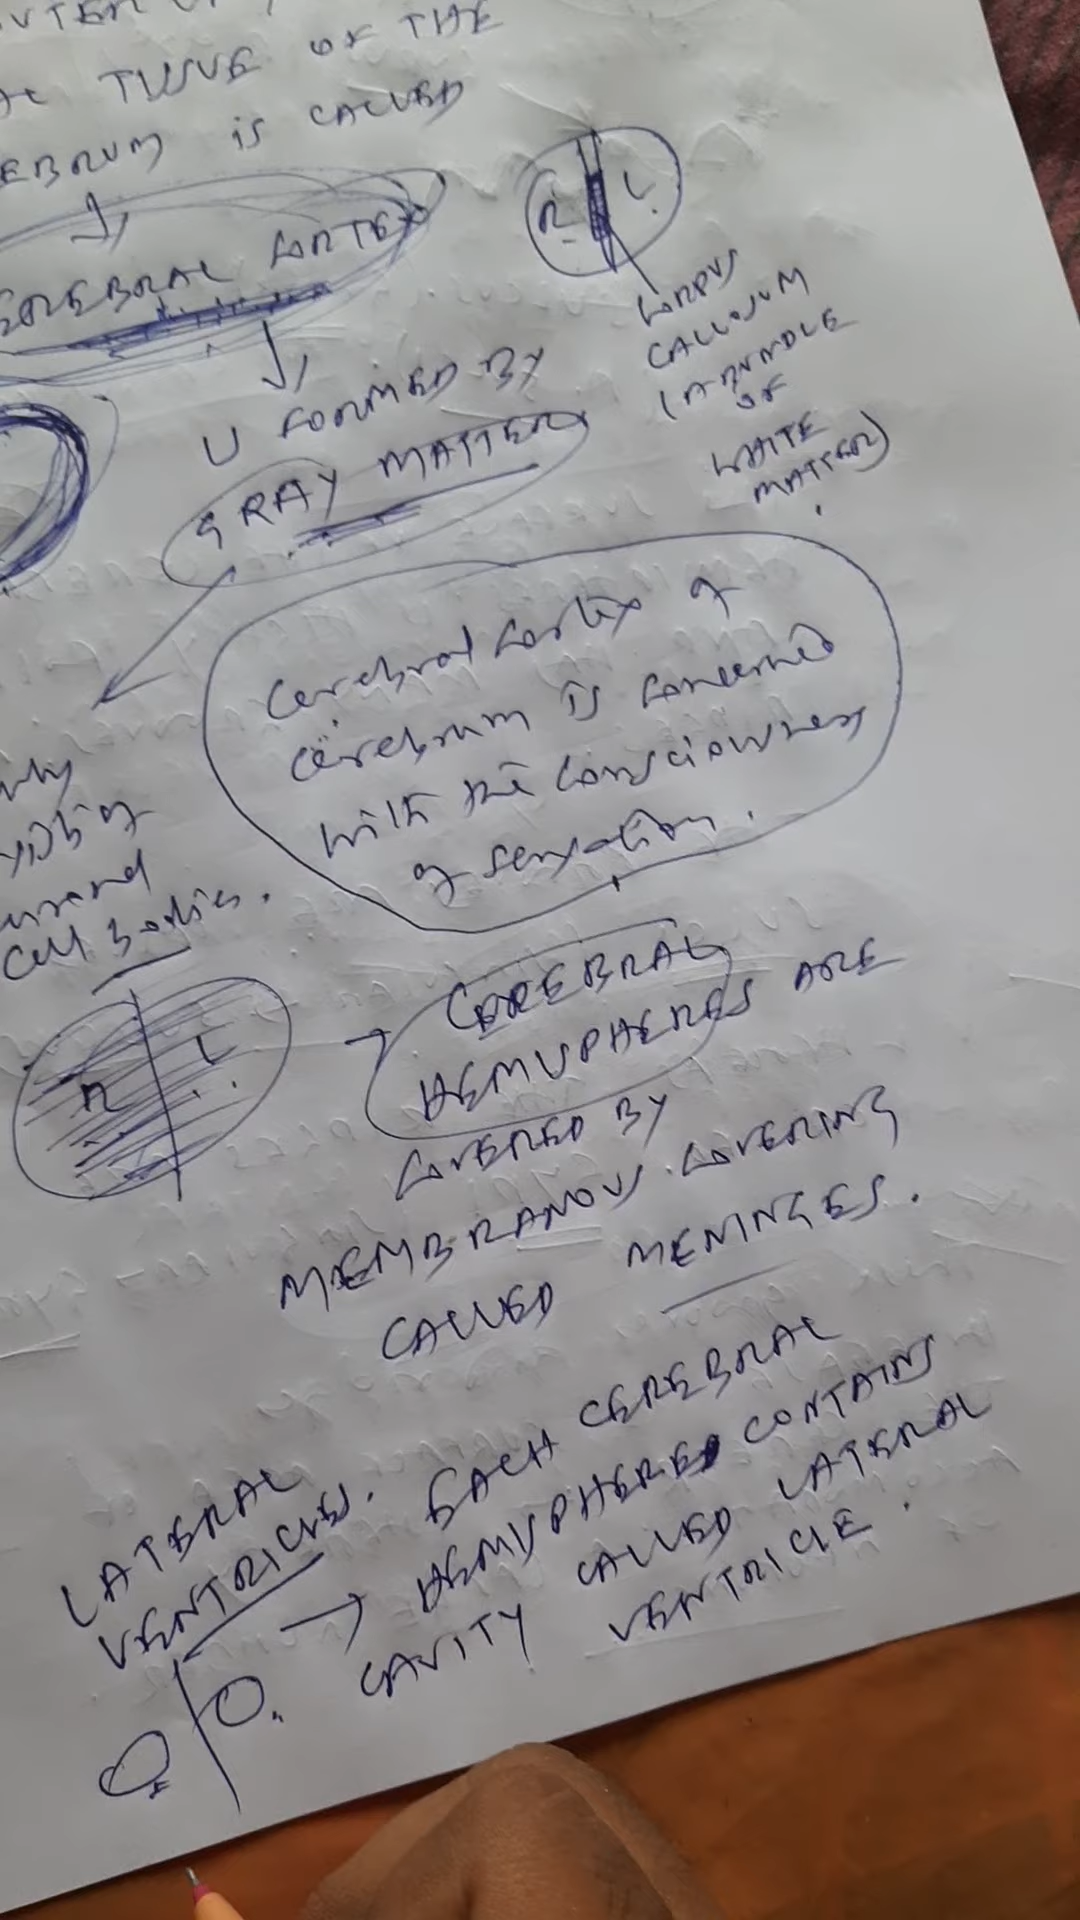 TISSUE OF THE
IS CALLED
CEREBRAL CORTEX
IS FORMED BY
GRAY MATTER
R L
CORPUS
CALLOSUM
(A BUNDLE
OF
WHITE
MATTER)
Cerebral cortex of
cerebrum is concerned
with the consciousness
of sensation.
cell bodies.
R L
→ CEREBRAL
HEMISPHERES ARE
COVERED BY
MEMBRANOUS COVERING
CALLED MENINGES.
LATERAL
VENTRICLES.
EACH CEREBRAL
→ HEMISPHERE CONTAINS
CAVITY CALLED LATERAL
VENTRICLE.